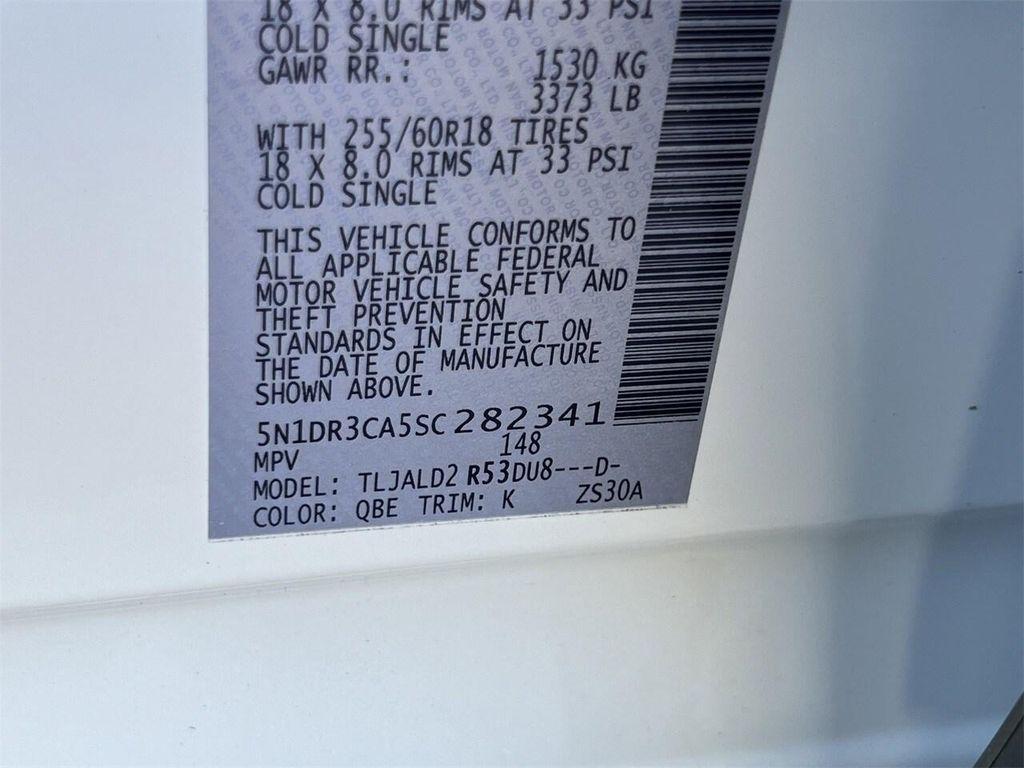 18 X 8.0 RIMS AT 33 PSI
COLD SINGLE
GAWR RR.: 1530 KG
3373 LB
WITH 255/60R18 TIRES
18 X 8.0 RIMS AT 33 PSI
COLD SINGLE
THIS VEHICLE CONFORMS TO
ALL APPLICABLE FEDERAL
MOTOR VEHICLE SAFETY AND
THEFT PREVENTION
STANDARDS IN EFFECT ON
THE DATE OF MANUFACTURE
SHOWN ABOVE.
5N1DR3CA5SC282341
MPV 148
MODEL: TLJALD2 R53DU8---D-
COLOR: QBE TRIM: K ZS30A